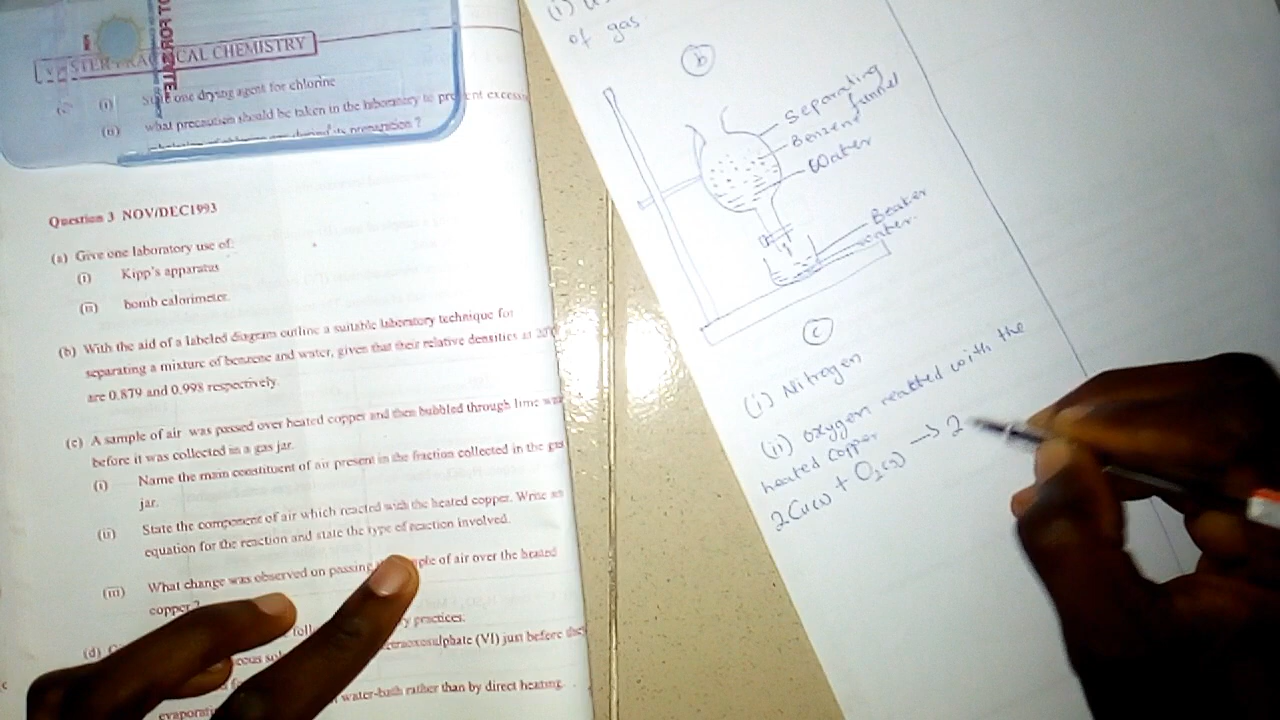 PRACTICAL CHEMISTRY
(i) State one drying agent for chlorine
(ii) what precaution should be taken in the laboratory to prevent
preparation ?
Question 3 NOV/DEC1993
(a) Give one laboratory use of:
(i) Kipp's apparatus
(ii) bomb calorimeter.
(b) With the aid of a labeled diagram outline a suitable laboratory technique for
separating a mixture of benzene and water, given that their relative densities at 20
are 0.879 and 0.998 respectively.
(c) A sample of air was passed over heated copper and then bubbled through lime
before it was collected in a gas jar.
(i) Name the main constituent of air present in the fraction collected in the gas
jar.
(ii) State the component of air which reacted with the heated copper. Write an
equation for the reaction and state the type of reaction involved.
(iii) What change was observed on passing of air over the heated
copper ?
(d) practices.
(VI) just before
water-bath rather than by direct heating.
(i)
of gas
(b)
Separating
funnel
Benzene
Water
Beaker
water.
(c)
(i) Nitrogen
(ii) Oxygen reacted with the
heated copper
2Cu(s) + O2(g) → 2